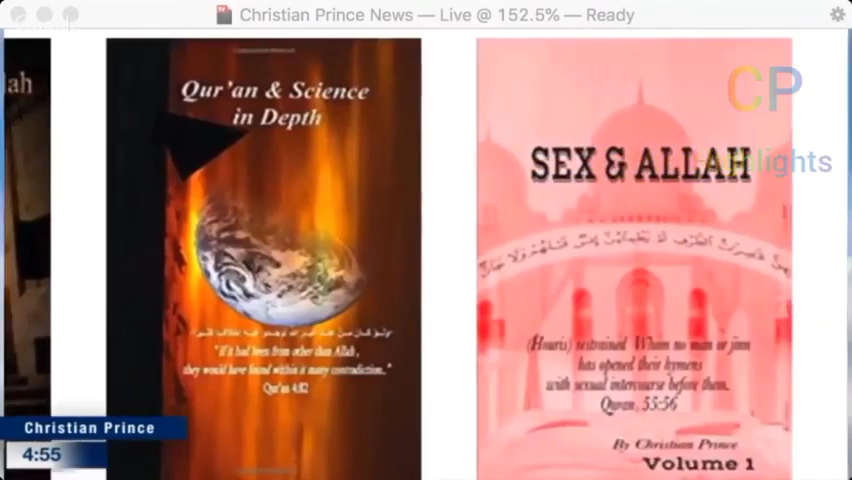 Christian Prince News — Live @ 152.5% — Ready
lah
Qur'an & Science
in Depth
"If it had been from other than Allah,
they would have found within it many contradiction.."
Qur'an 4:82
CP
Highlights
SEX & ALLAH
(Houris) restrained Wham no man or jinn
has opened their hymens
with sexual intercourse before them.
Quran, 55:56
By Christian Prince
Volume 1
Christian Prince
4:55